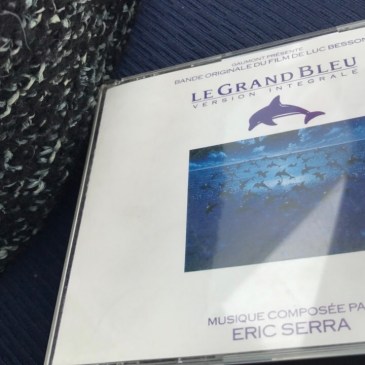 GAUMONT PRÉSENTE
BANDE ORIGINALE DU FILM DE LUC BESSON
LE GRAND BLEU
VERSION INTEGRALE
MUSIQUE COMPOSÉE PA
ERIC SERRA